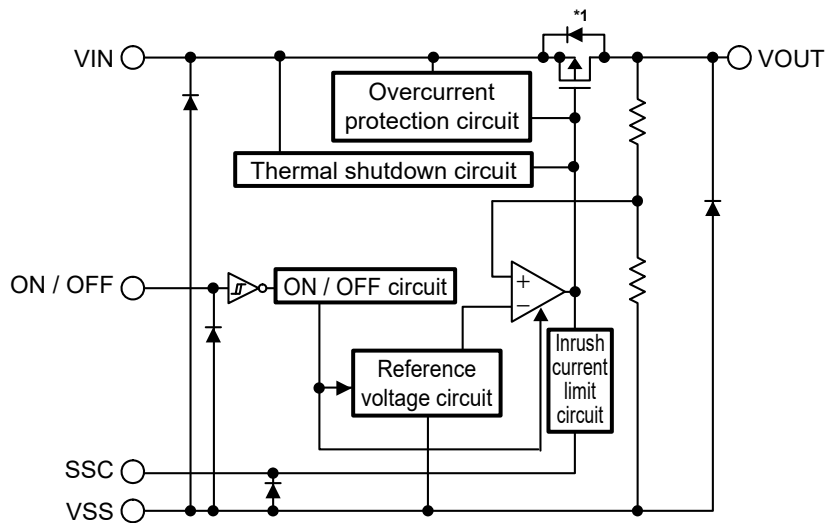 *1
VIN
VOUT
Overcurrent
protection circuit
Thermal shutdown circuit
ON / OFF
ON / OFF circuit
+
−
Reference
voltage circuit
Inrush
current
limit
circuit
SSC
VSS